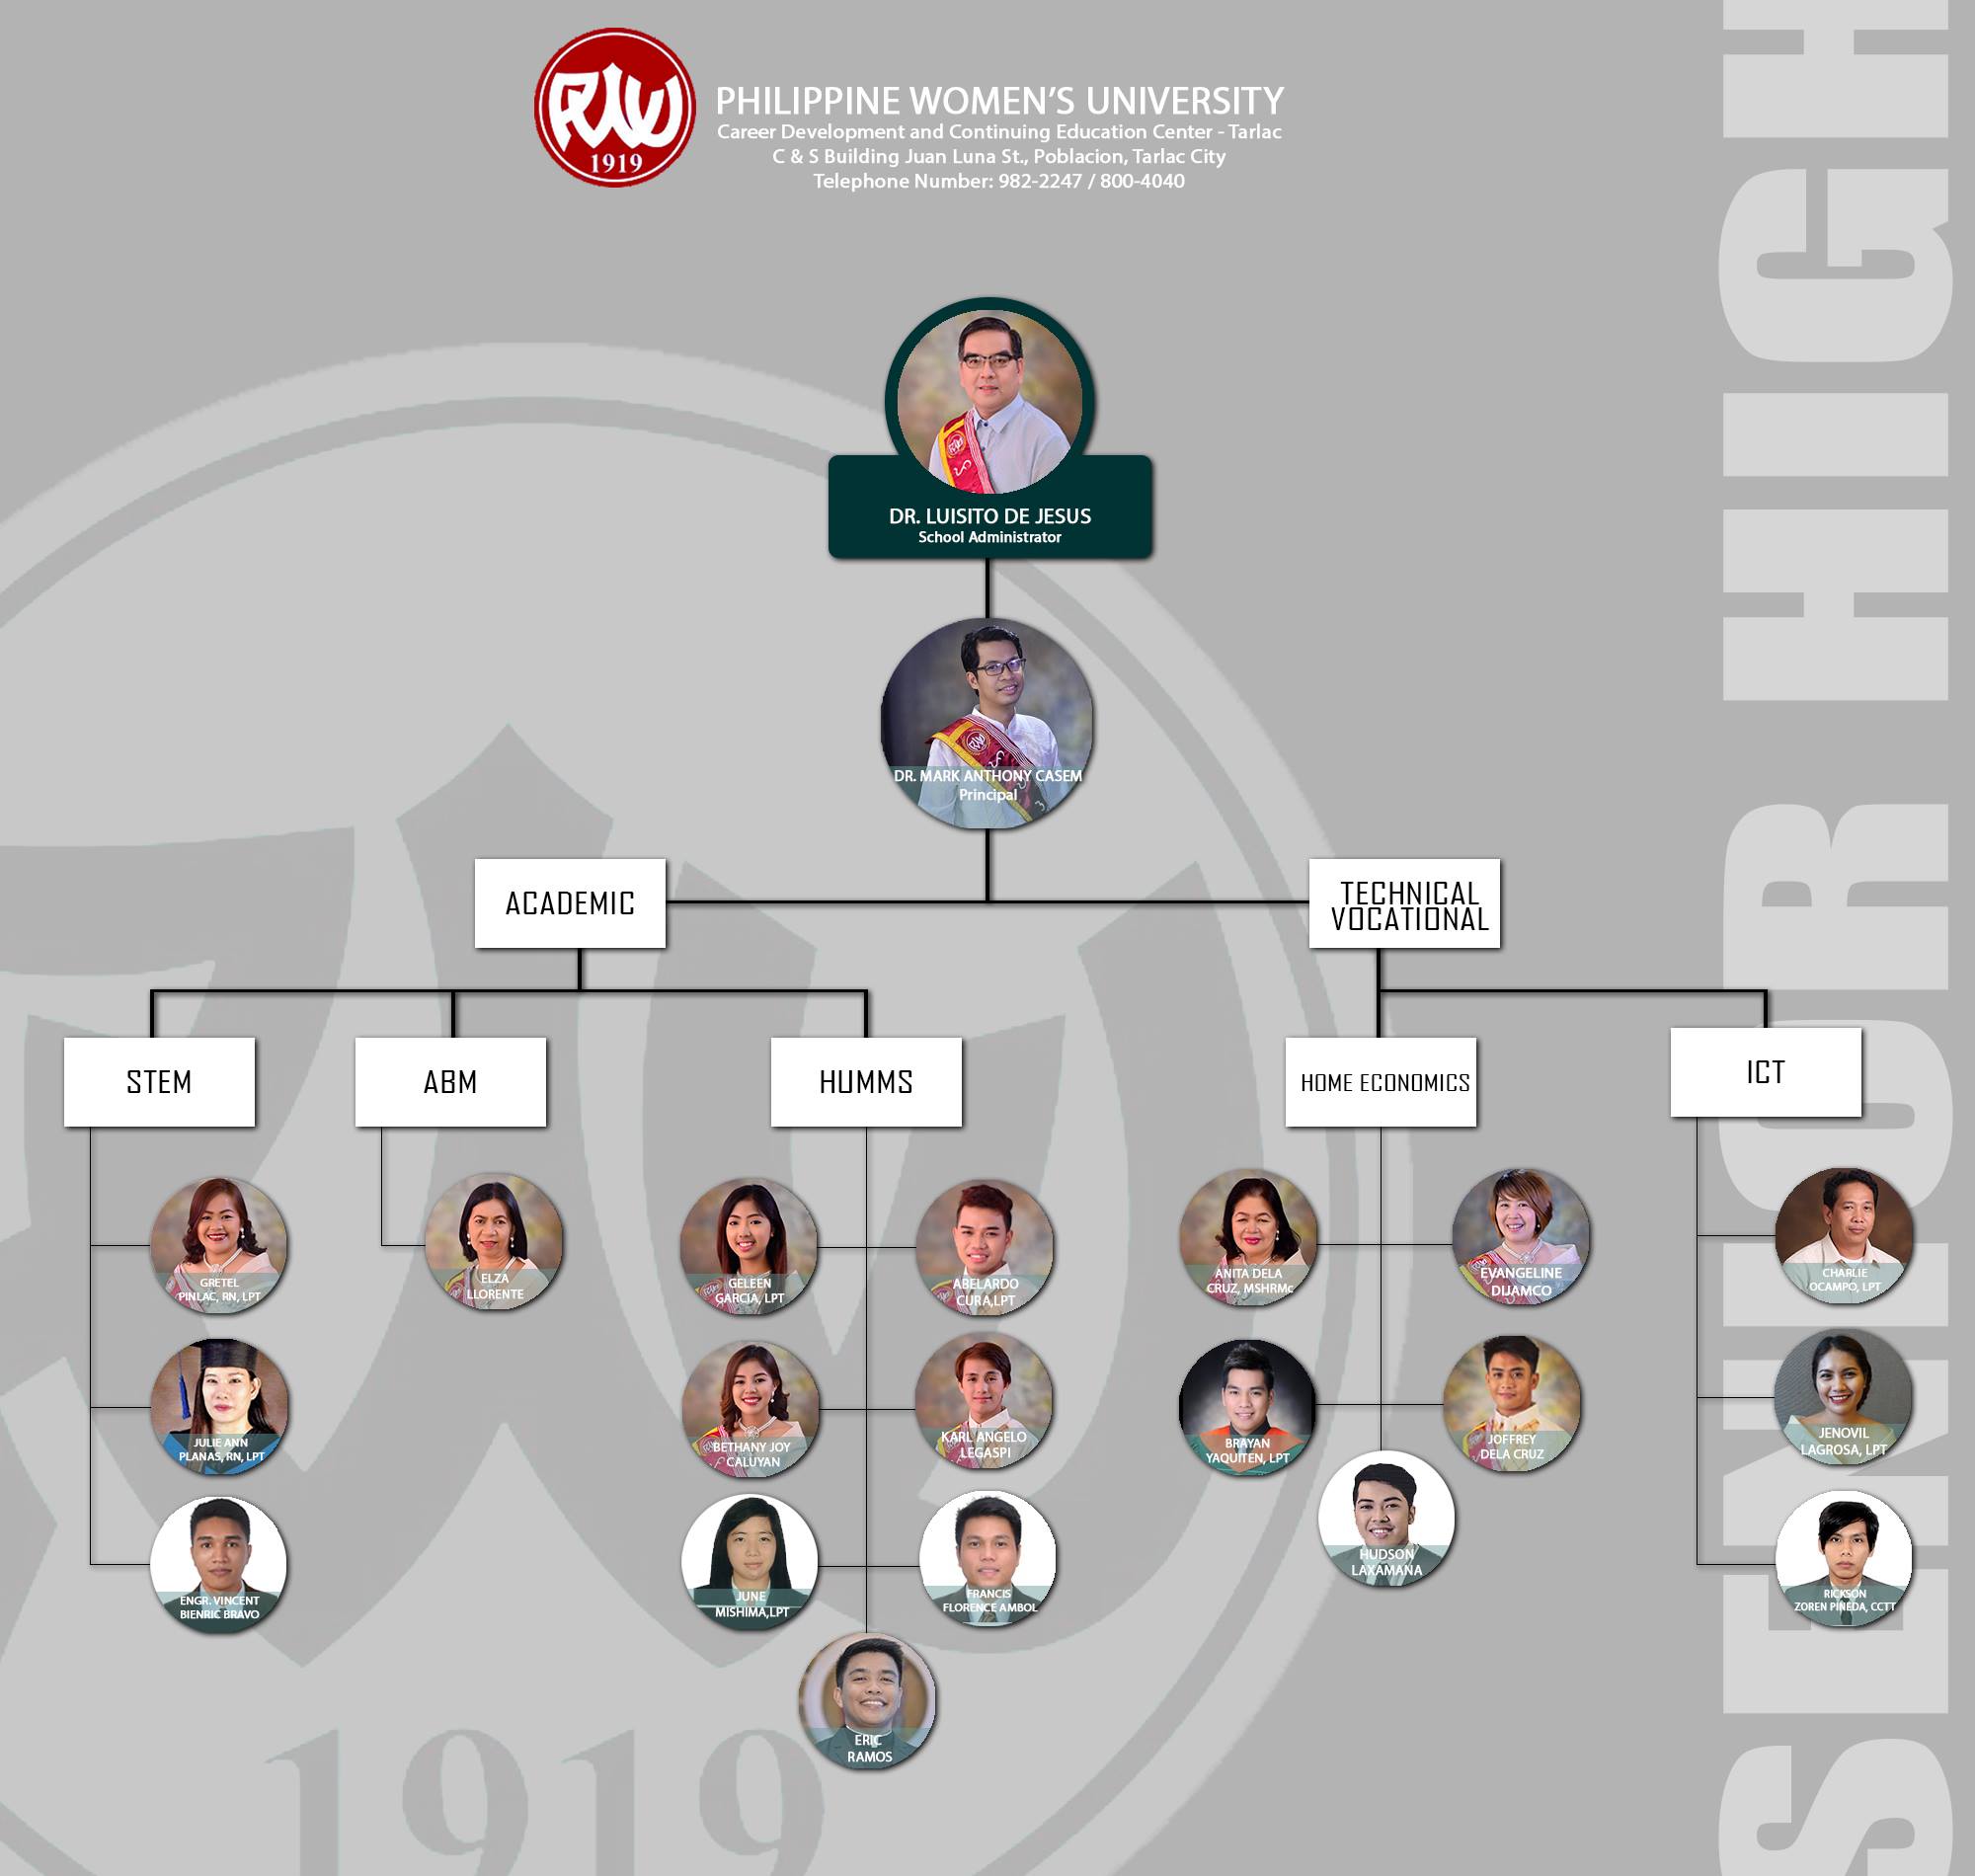 PWU
1919
PHILIPPINE WOMEN'S UNIVERSITY
Career Development and Continuing Education Center - Tarlac
C & S Building Juan Luna St., Poblacion, Tarlac City
Telephone Number: 982-2247 / 800-4040
DR. LUISITO DE JESUS
School Administrator
DR. MARK ANTHONY CASEM
Principal
ACADEMIC
TECHNICAL
VOCATIONAL
STEM
ABM
HUMMS
HOME ECONOMICS
ICT
GRETEL
PINLAC, RN, LPT
JULIE ANN
PLANAS, RN, LPT
ENGR. VINCENT
BIENRIC BRAVO
ELZA
LLORENTE
GELEEN
GARCIA, LPT
ABELARDO
CURA,LPT
BETHANY JOY
CALUYAN
KARL ANGELO
LEGASPI
JUNE
MISHIMA,LPT
FRANCIS
FLORENCE AMBOL
ERIC
RAMOS
ANITA DELA
CRUZ, MSHRMc
EVANGELINE
DIJAMCO
BRAYAN
YAQUITEN, LPT
JOFFREY
DELA CRUZ
HUDSON
LAXAMANA
CHARLIE
OCAMPO, LPT
JENOVIL
LAGROSA, LPT
RICKSON
ZOREN PINEDA, CCTT
SENIOR HIGH
1919